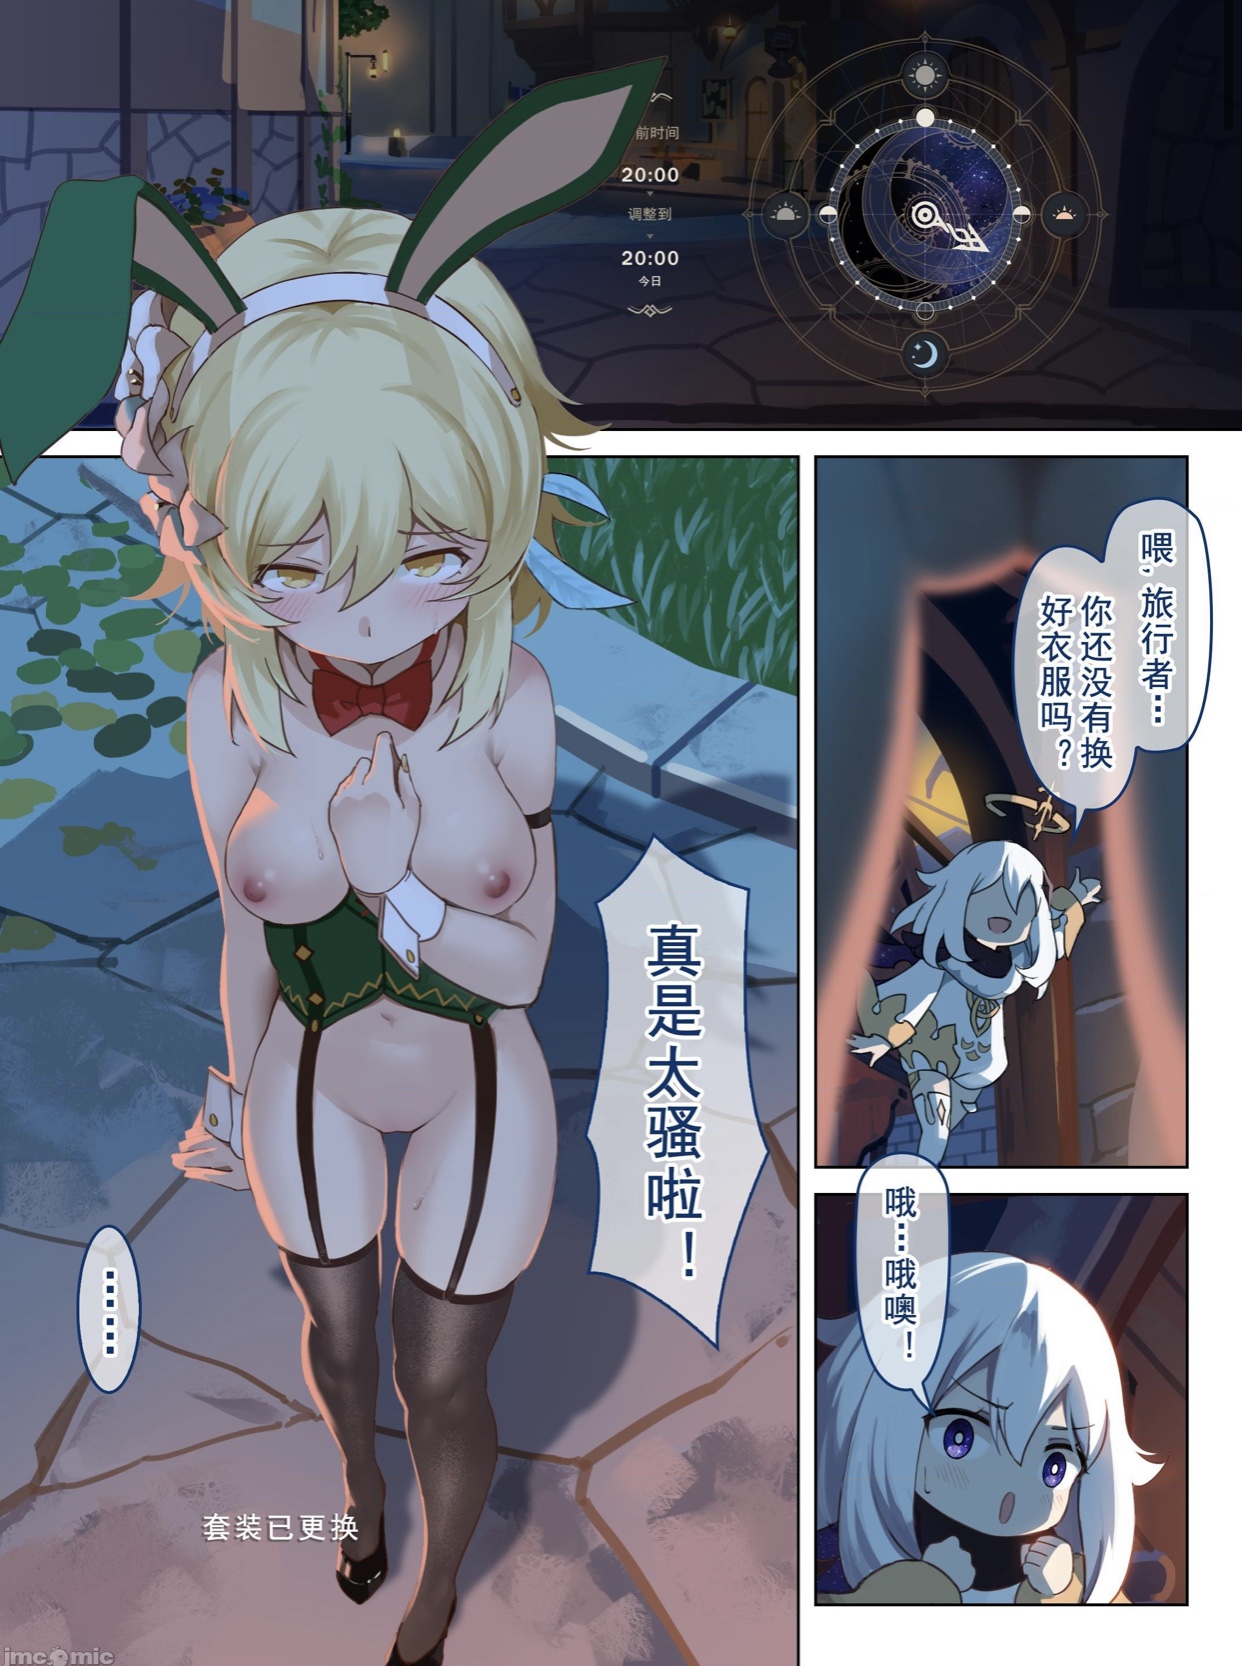 前时间
20:00
调整到
20:00
今日
喂，旅行者…
你还没有换
好衣服吗？
哦…哦噢！
真是太骚啦！
……
套装已更换
jmcomic